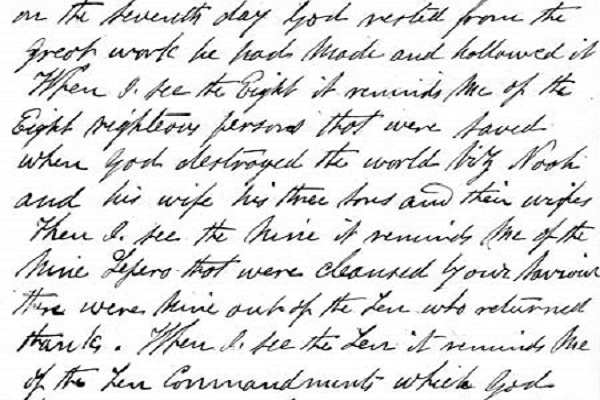 on the seventh day God rested from the
great work he had Made and hollowed it
When I see the Eight it reminds Me of the
Eight righteous persons that were saved
when God destroyed the world Viz Noah
and his wife his three sons and their wifes
When I see the Nine it reminds Me of the
Nine Lepers that were cleansed by our Saviour
there were Nine out of the Ten who returned
thanks. When I see the Ten it reminds Me
of the Ten Commandments which God